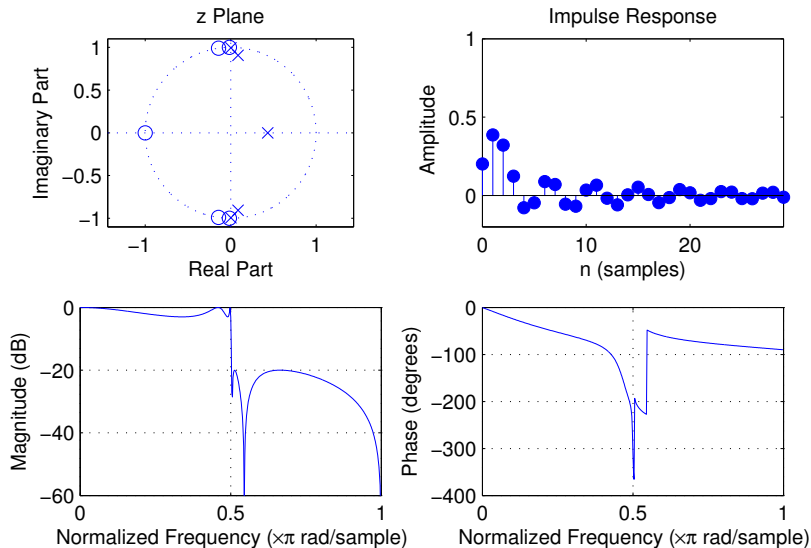 z Plane
Imaginary Part
1
0.5
0
−0.5
−1
−1
0
1
Real Part
Impulse Response
Amplitude
1
0.5
0
0
10
20
n (samples)
Magnitude (dB)
0
−20
−40
−60
0
0.5
1
Normalized Frequency (×π rad/sample)
Phase (degrees)
0
−100
−200
−300
−400
0
0.5
1
Normalized Frequency (×π rad/sample)